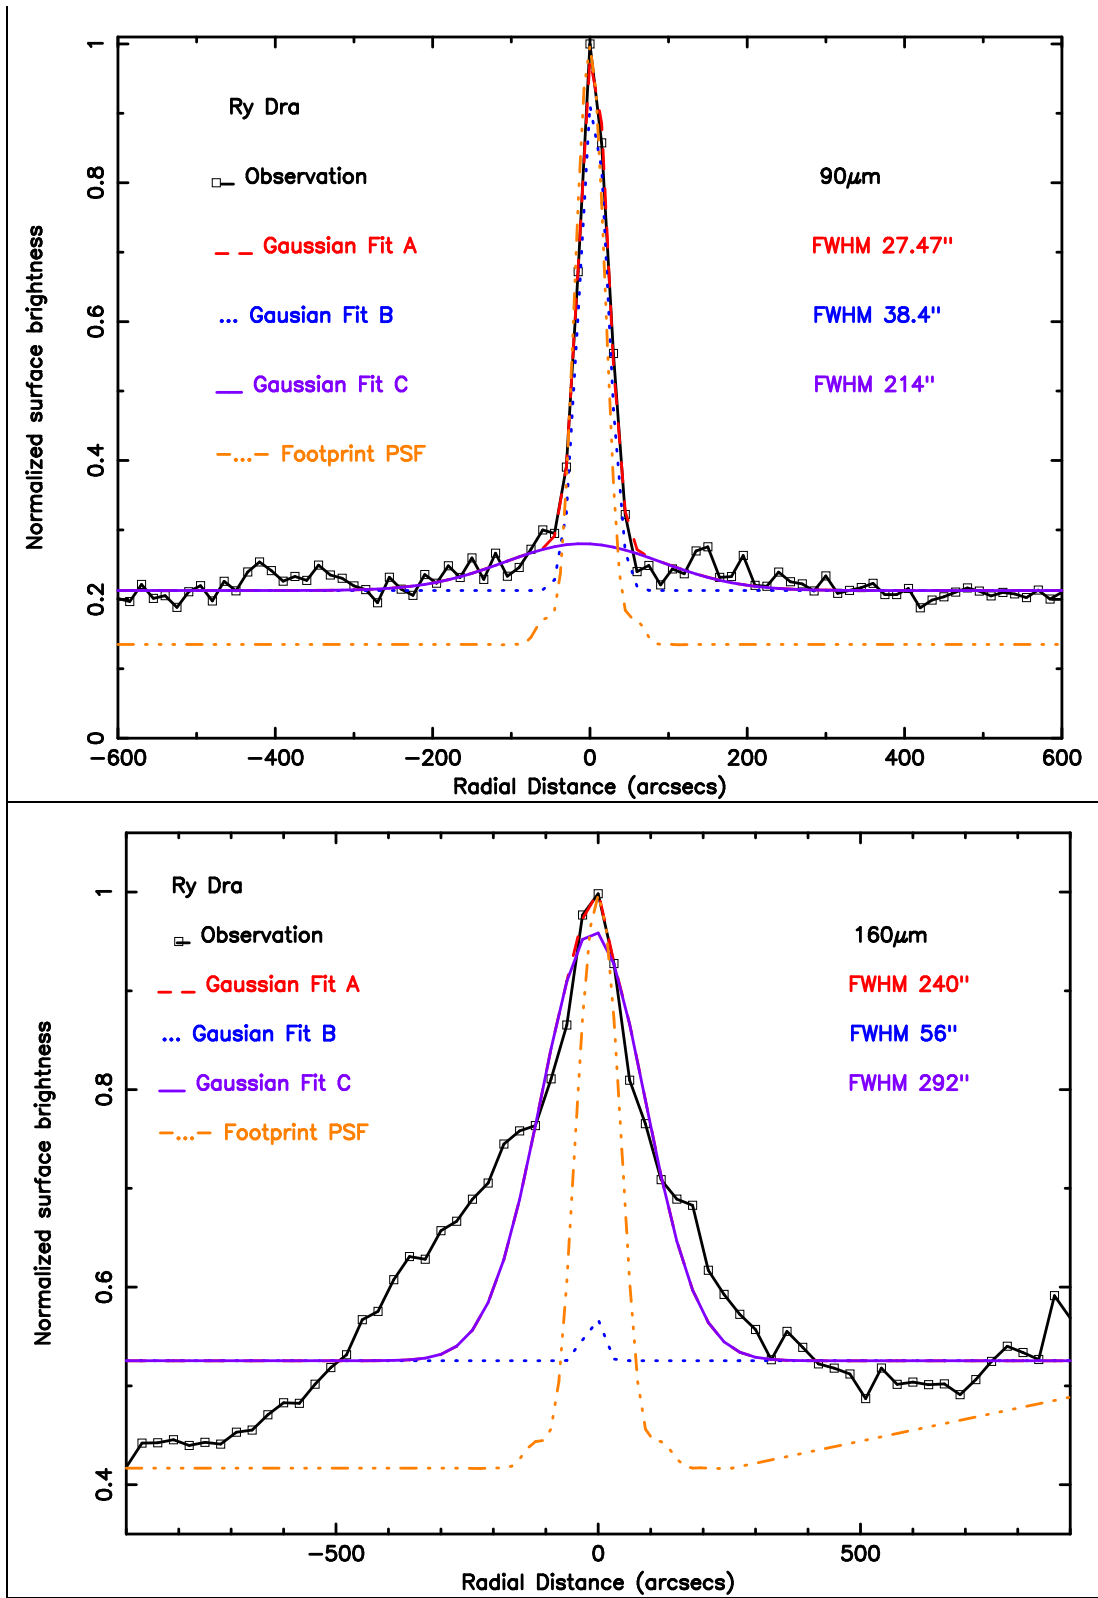 Ry Dra
Observation 90μm
Gaussian Fit A FWHM 27.47"
Gausian Fit B FWHM 38.4"
Gaussian Fit C FWHM 214"
Footprint PSF
Normalized surface brightness
1
0.8
0.6
0.4
0.2
0
−600 −400 −200 0 200 400 600
Radial Distance (arcsecs)
Ry Dra
Observation 160μm
Gaussian Fit A FWHM 240"
Gausian Fit B FWHM 56"
Gaussian Fit C FWHM 292"
Footprint PSF
Normalized surface brightness
1
0.8
0.6
0.4
−500 0 500
Radial Distance (arcsecs)